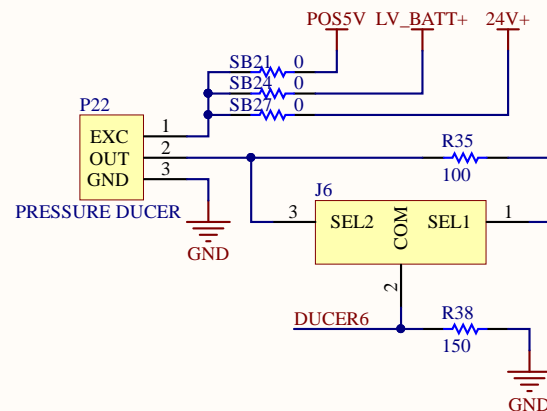 POS5V LV_BATT+ 24V+
SB21 0
SB24 0
SB27 0
P22
EXC 1
OUT 2
GND 3
PRESSURE DUCER
GND
R35
100
J6
3 SEL2 COM SEL1 1
2
DUCER6
R38
150
GND